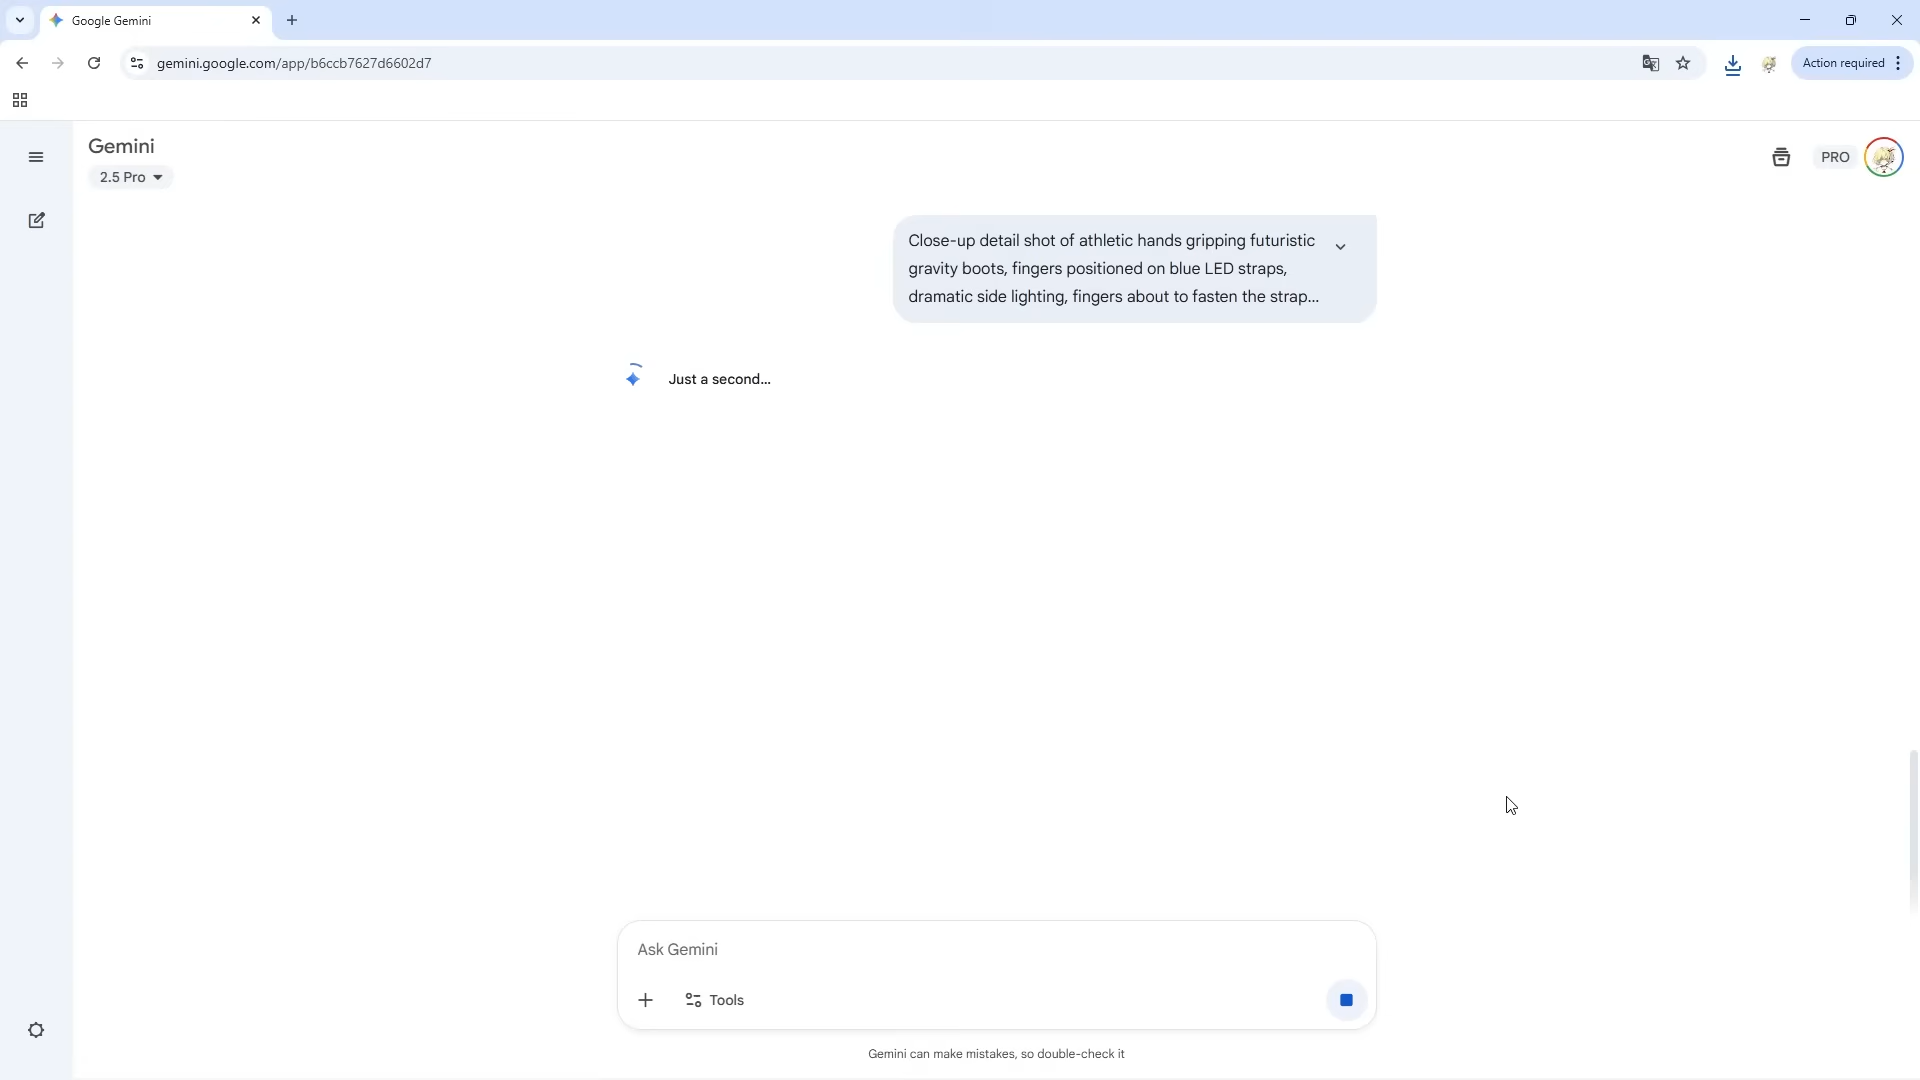 Google Gemini
gemini.google.com/app/b6ccb7627d6602d7
Action required
Gemini
2.5 Pro
PRO
Close-up detail shot of athletic hands gripping futuristic
gravity boots, fingers positioned on blue LED straps,
dramatic side lighting, fingers about to fasten the strap...
Just a second...
Ask Gemini
Tools
Gemini can make mistakes, so double-check it